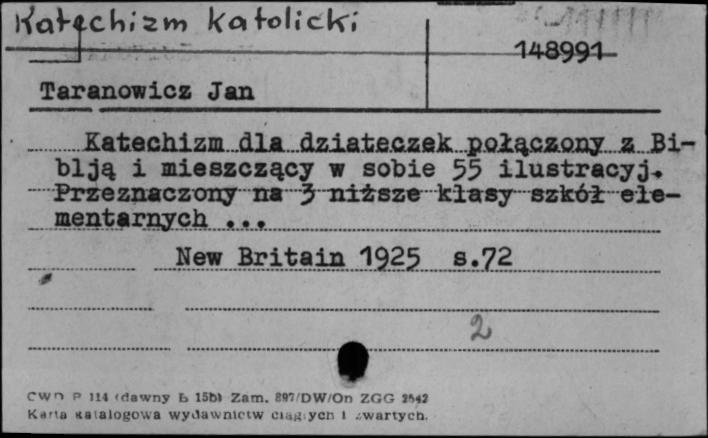 Katechizm katolicki
148991
Taranowicz Jan
Katechizm dla dziateczek połączony z Bi-
blją i mieszczący w sobie 55 ilustracyj.
Przeznaczony na 3 niższe klasy szkół ele-
mentarnych ...
New Britain 1925 s.72
2
CWD P 114 (dawny Ł 15b) Zam. 897/DW/On ZGG
Karta katalogowa wydawnictw ciągłych i zwartych.